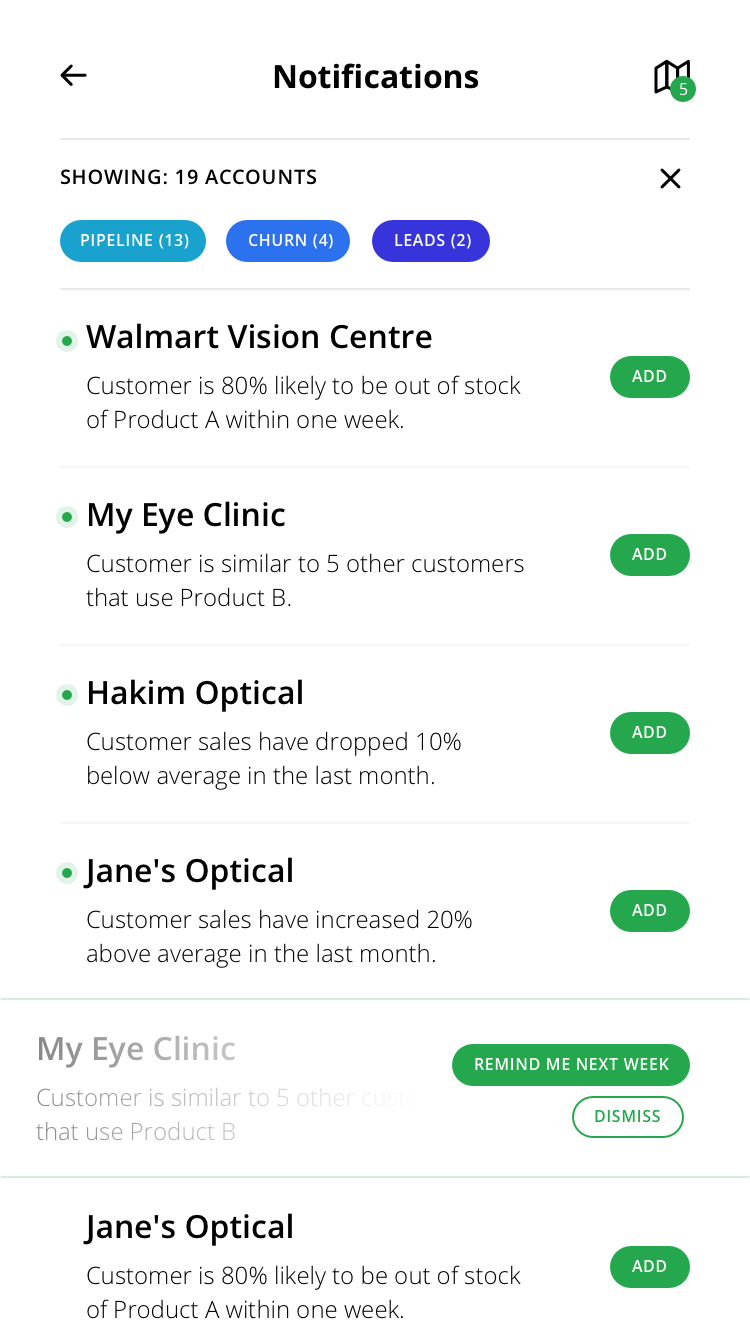 Notifications
5
SHOWING: 19 ACCOUNTS
PIPELINE (13) CHURN (4) LEADS (2)
Walmart Vision Centre
Customer is 80% likely to be out of stock
of Product A within one week.
ADD
My Eye Clinic
Customer is similar to 5 other customers
that use Product B.
ADD
Hakim Optical
Customer sales have dropped 10%
below average in the last month.
ADD
Jane's Optical
Customer sales have increased 20%
above average in the last month.
ADD
My Eye Clinic
Customer is similar to 5 other
that use Product B
REMIND ME NEXT WEEK
DISMISS
Jane's Optical
Customer is 80% likely to be out of stock
of Product A within one week.
ADD